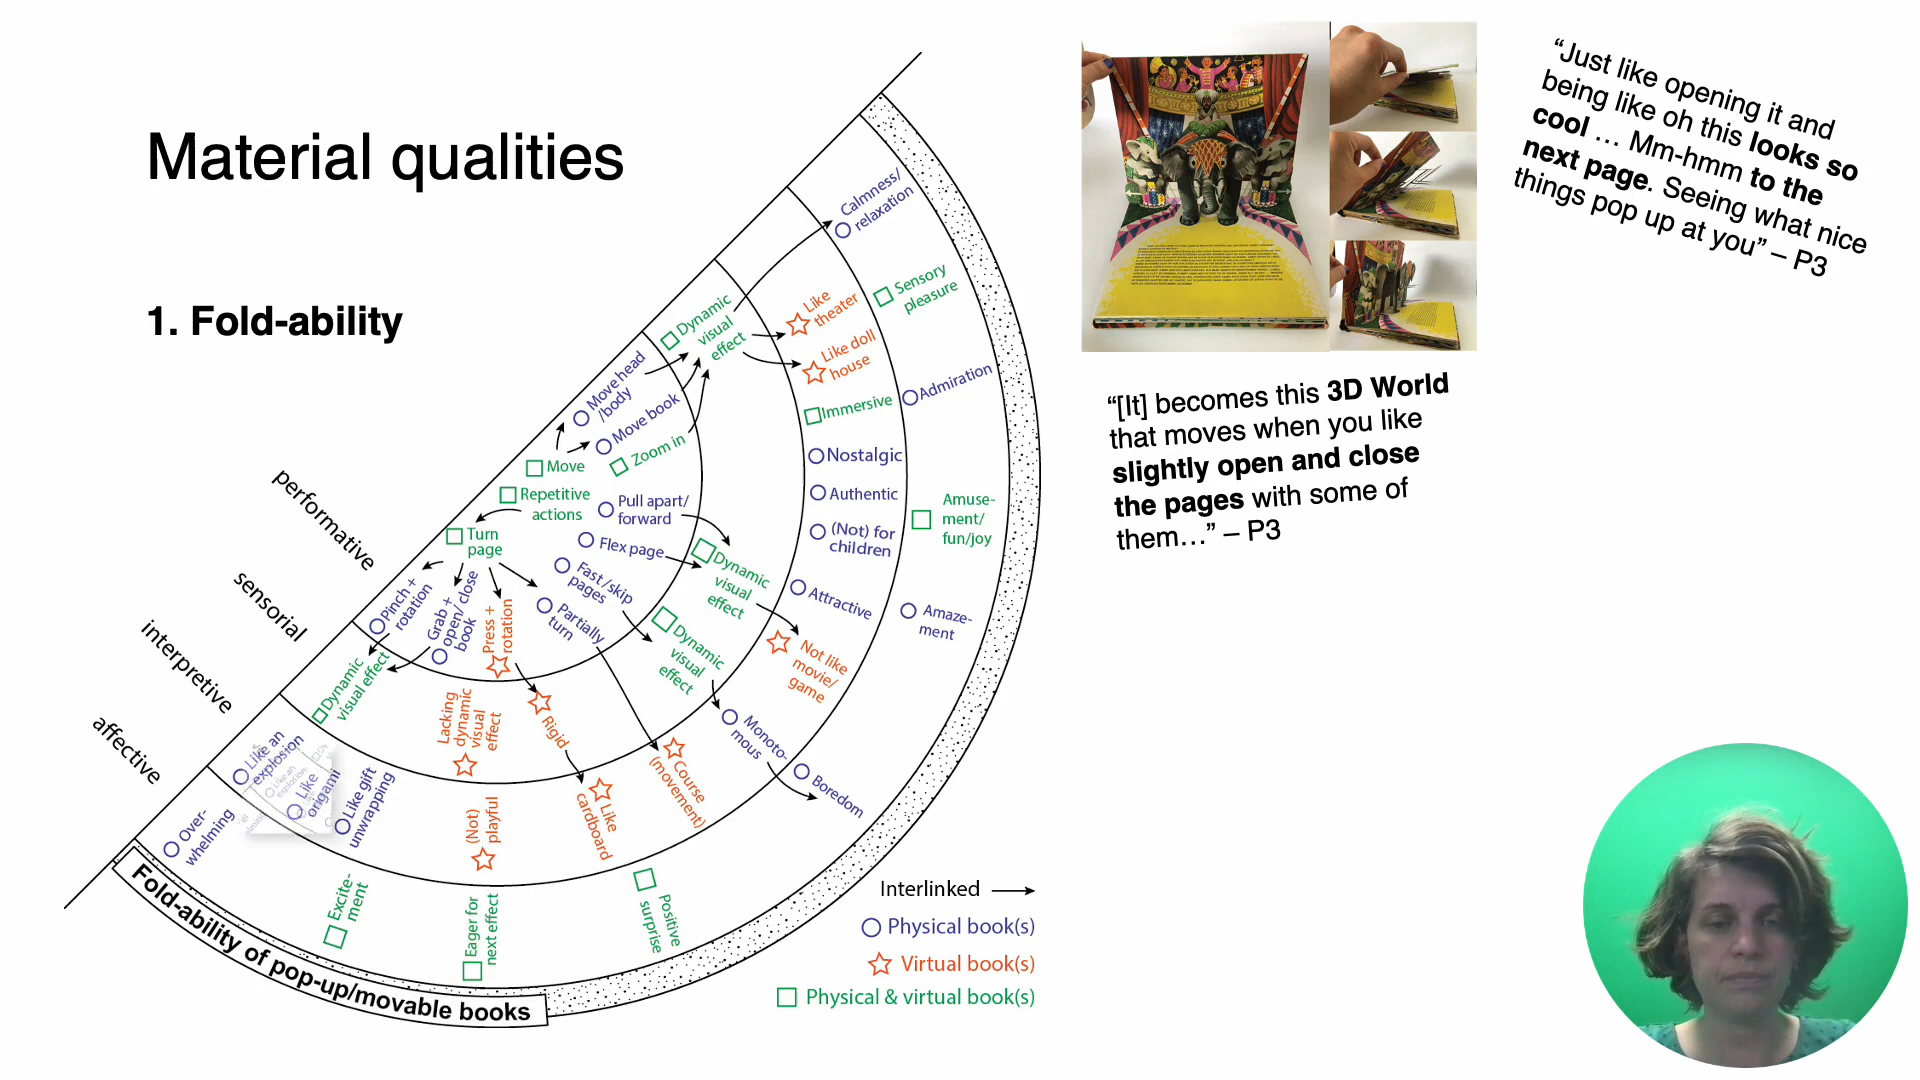 Material qualities
1. Fold-ability
performative
sensorial
interpretive
affective
Calmness/
relaxation
Sensory
pleasure
Dynamic
visual
effect
Like
theater
Like doll
house
Move head
/body
Move book
Zoom in
Move
Immersive
Admiration
Nostalgic
Authentic
(Not) for
children
Amuse-
ment/
fun/joy
Repetitive
actions
Pull apart/
forward
Turn
page
Flex page
Fast/skip
pages
Partially
turn
Pinch +
rotation
Grab +
open/close
book
Press +
rotation
Dynamic
visual
effect
Attractive
Amaze-
ment
Dynamic
visual
effect
Not like
movie/
game
Dynamic
visual effect
Lacking
dynamic
visual
effect
Rigid
Monoto-
mous
Boredom
Course
(movement)
Like an
explosion
Like
origami
Like gift
unwrapping
(Not)
playful
Like
cardboard
Over-
whelming
Excite-
ment
Eager for
next effect
Positive
surprise
Fold-ability of pop-up/movable books
Interlinked
Physical book(s)
Virtual book(s)
Physical & virtual book(s)
“Just like opening it and
being like oh this looks so
cool … Mm-hmm to the
next page. Seeing what nice
things pop up at you” – P3
“[It] becomes this 3D World
that moves when you like
slightly open and close
the pages with some of
them…” – P3